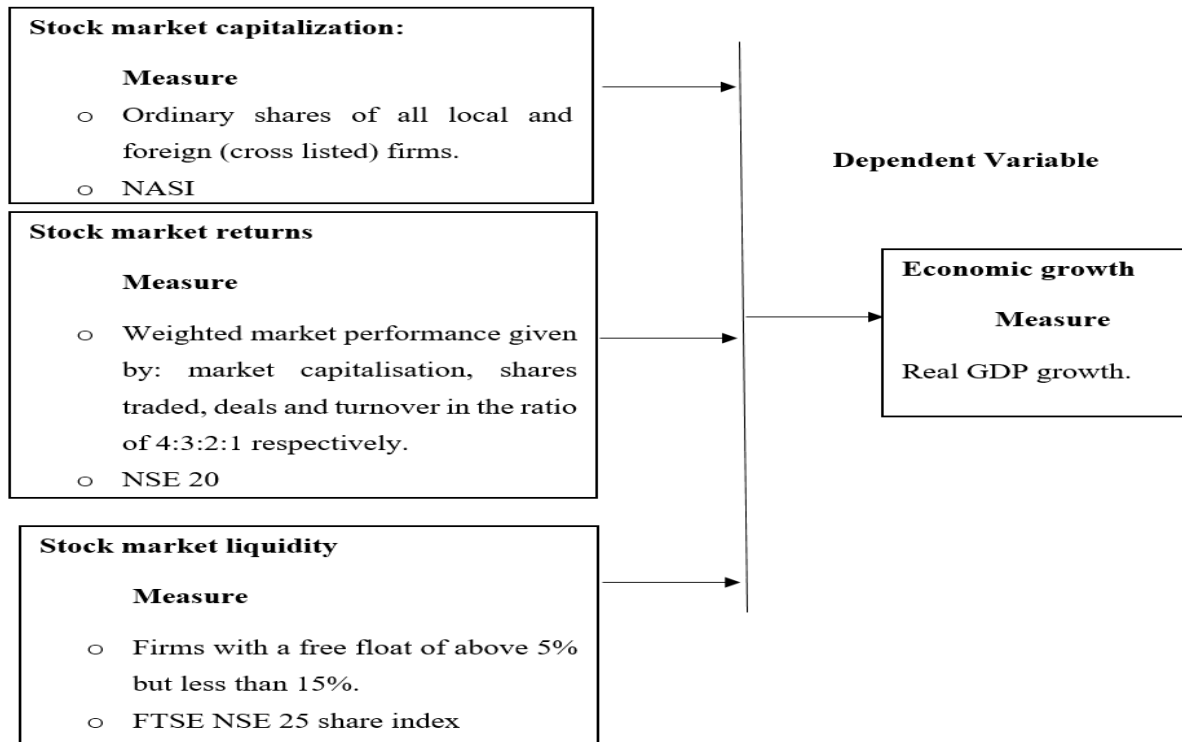 Stock market capitalization:
Measure
o Ordinary shares of all local and
foreign (cross listed) firms.
o NASI
Stock market returns
Measure
o Weighted market performance given
by: market capitalisation, shares
traded, deals and turnover in the ratio
of 4:3:2:1 respectively.
o NSE 20
Stock market liquidity
Measure
o Firms with a free float of above 5%
but less than 15%.
o FTSE NSE 25 share index
Dependent Variable
Economic growth
Measure
Real GDP growth.